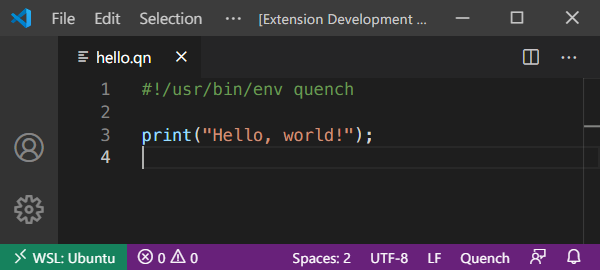 File Edit Selection ··· [Extension Development ...
hello.qn
1 #!/usr/bin/env quench
2
3 print("Hello, world!");
4
WSL: Ubuntu 0 0 Spaces: 2 UTF-8 LF Quench